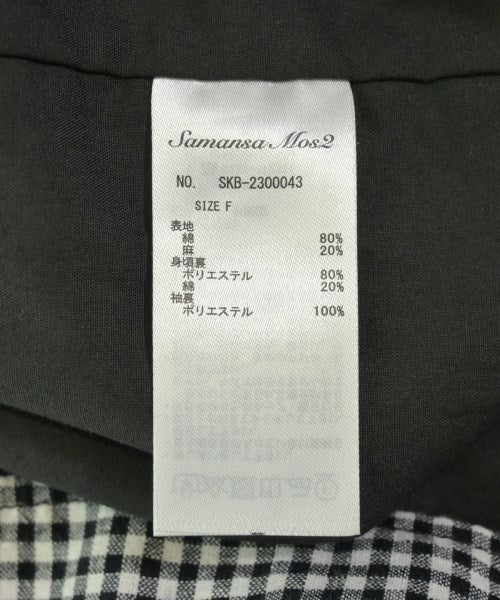 Samansa Mos2
NO. SKB-2300043
SIZE F
表地
綿 80%
麻 20%
身頃裏
ポリエステル 80%
綿 20%
袖裏
ポリエステル 100%